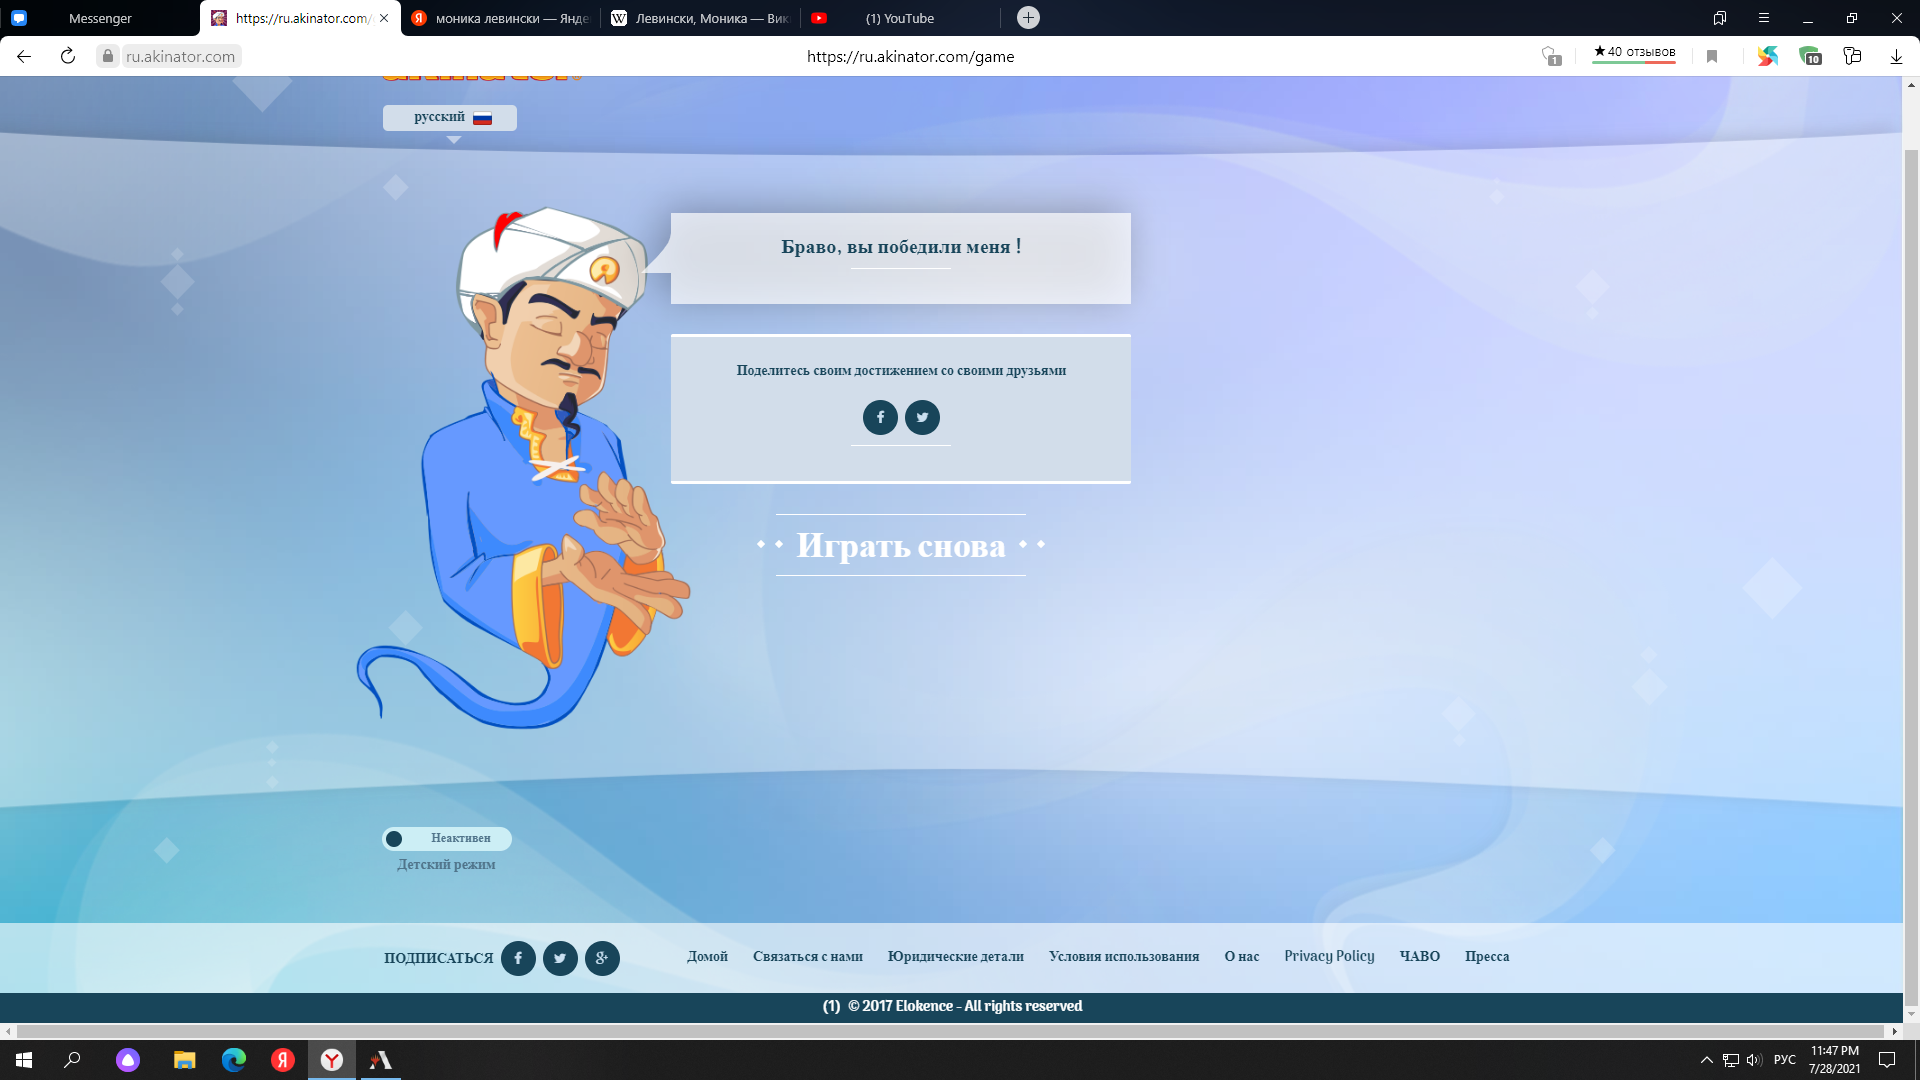 Messenger
https://ru.akinator.com/
моника левински — Янде
Левински, Моника — Вик
(1) YouTube
ru.akinator.com
https://ru.akinator.com/game
1
★40 отзывов
10
русский
Браво, вы победили меня !
Поделитесь своим достижением со своими друзьями
Играть снова
Неактивен
Детский режим
ПОДПИСАТЬСЯ
Домой
Связаться с нами
Юридические детали
Условия использования
О нас
Privacy Policy
ЧАВО
Пресса
(1) © 2017 Elokence - All rights reserved
РУС
11:47 PM
7/28/2021